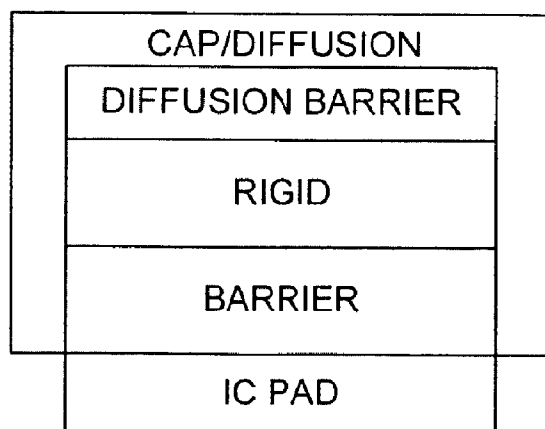 CAP/DIFFUSION
DIFFUSION BARRIER
RIGID
BARRIER
IC PAD